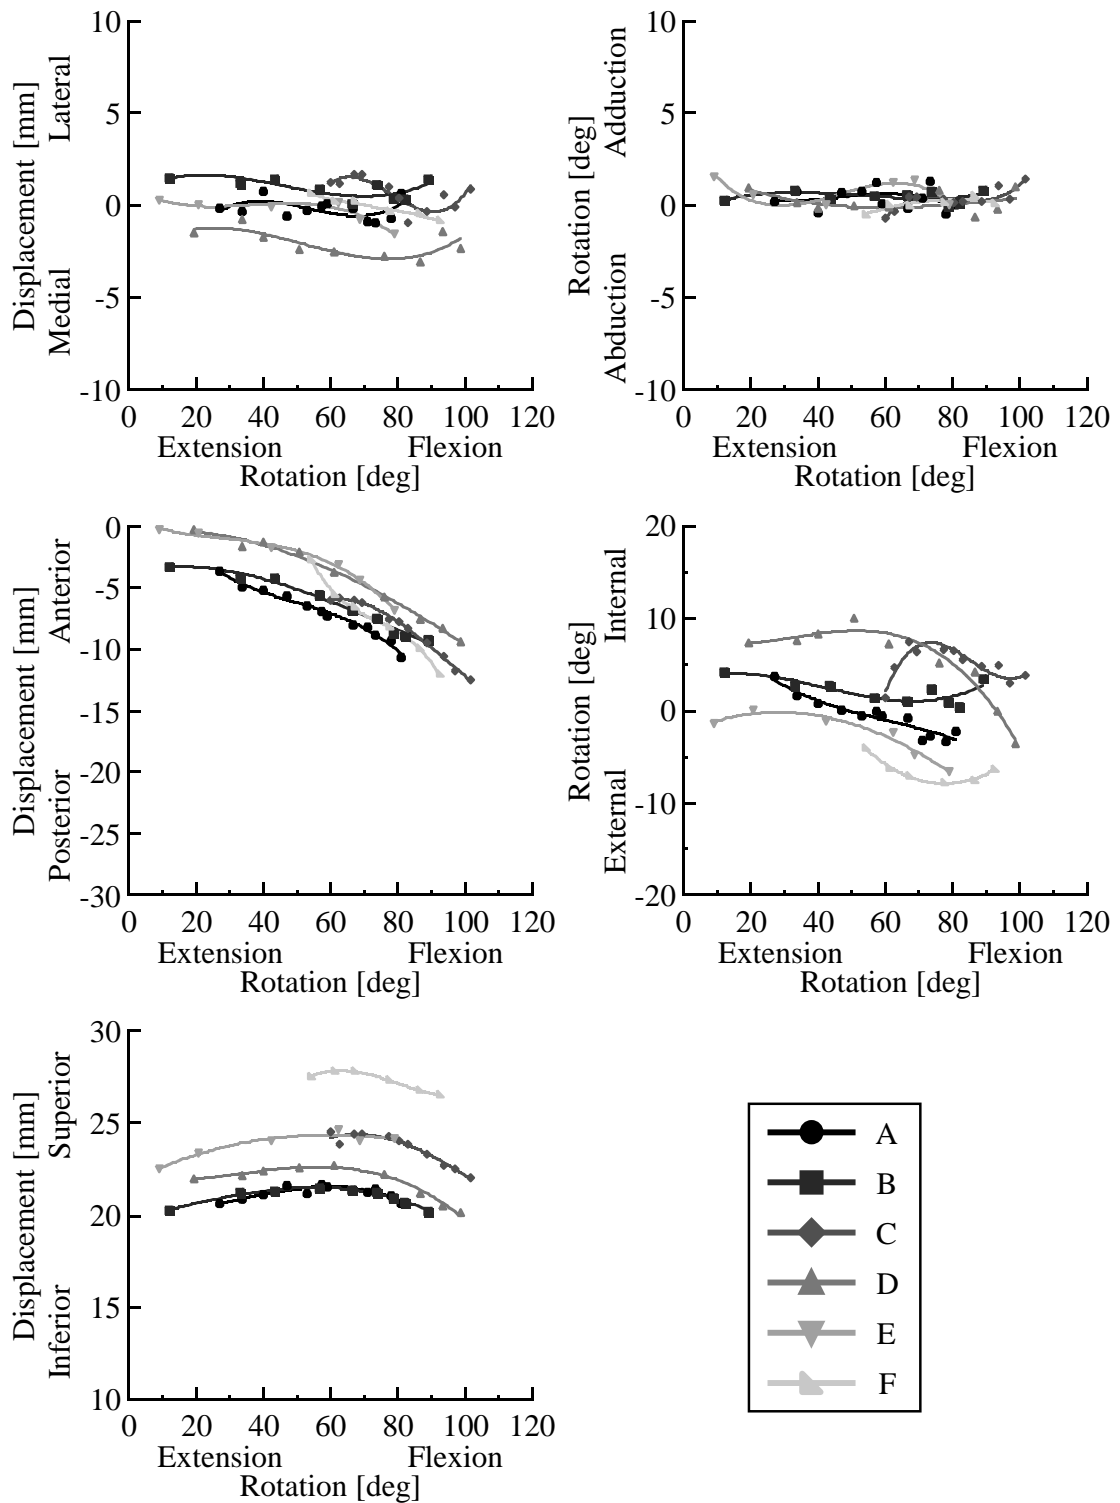 10
5
0
-5
-10
Displacement [mm]
Medial Lateral
0 20 40 60 80 100 120
Extension Flexion
Rotation [deg]
10
5
0
-5
-10
Rotation [deg]
Abduction Adduction
0 20 40 60 80 100 120
Extension Flexion
Rotation [deg]
0
-5
-10
-15
-20
-25
-30
Displacement [mm]
Posterior Anterior
0 20 40 60 80 100 120
Extension Flexion
Rotation [deg]
20
10
0
-10
-20
Rotation [deg]
External Internal
0 20 40 60 80 100 120
Extension Flexion
Rotation [deg]
30
25
20
15
10
Displacement [mm]
Inferior Superior
0 20 40 60 80 100 120
Extension Flexion
Rotation [deg]
A
B
C
D
E
F